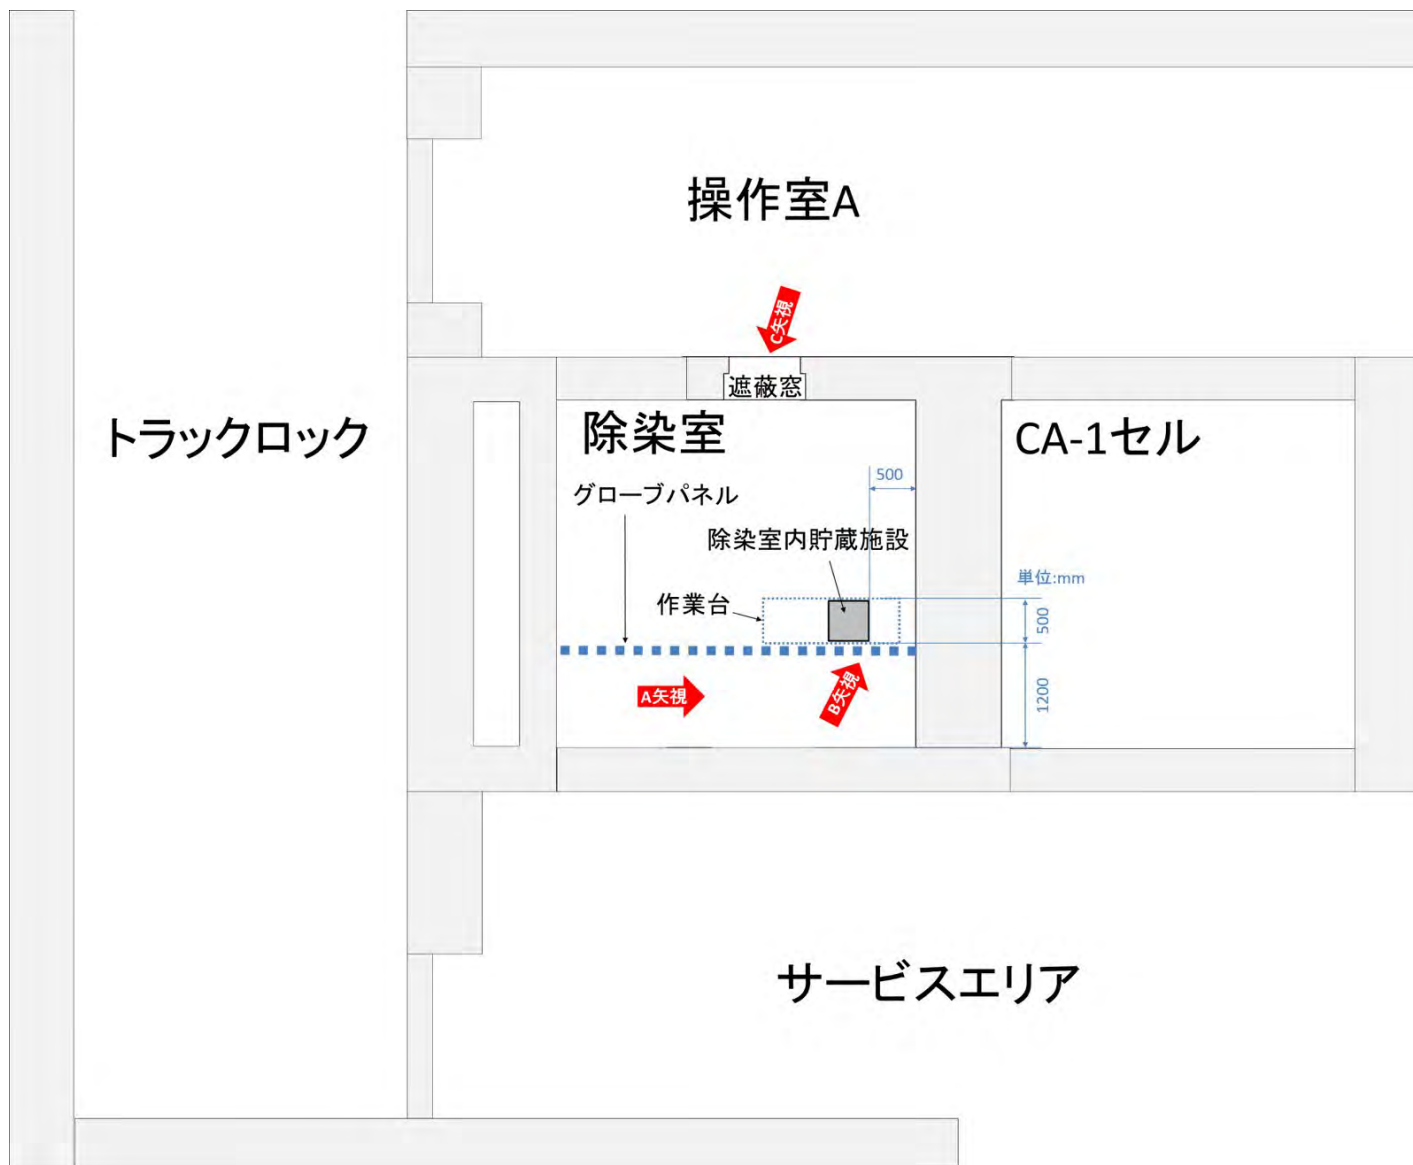 操作室A
C矢視
遮蔽窓
トラックロック
除染室
CA-1セル
500
グローブパネル
除染室内貯蔵施設
単位:mm
作業台
500
A矢視
B矢視
1200
サービスエリア